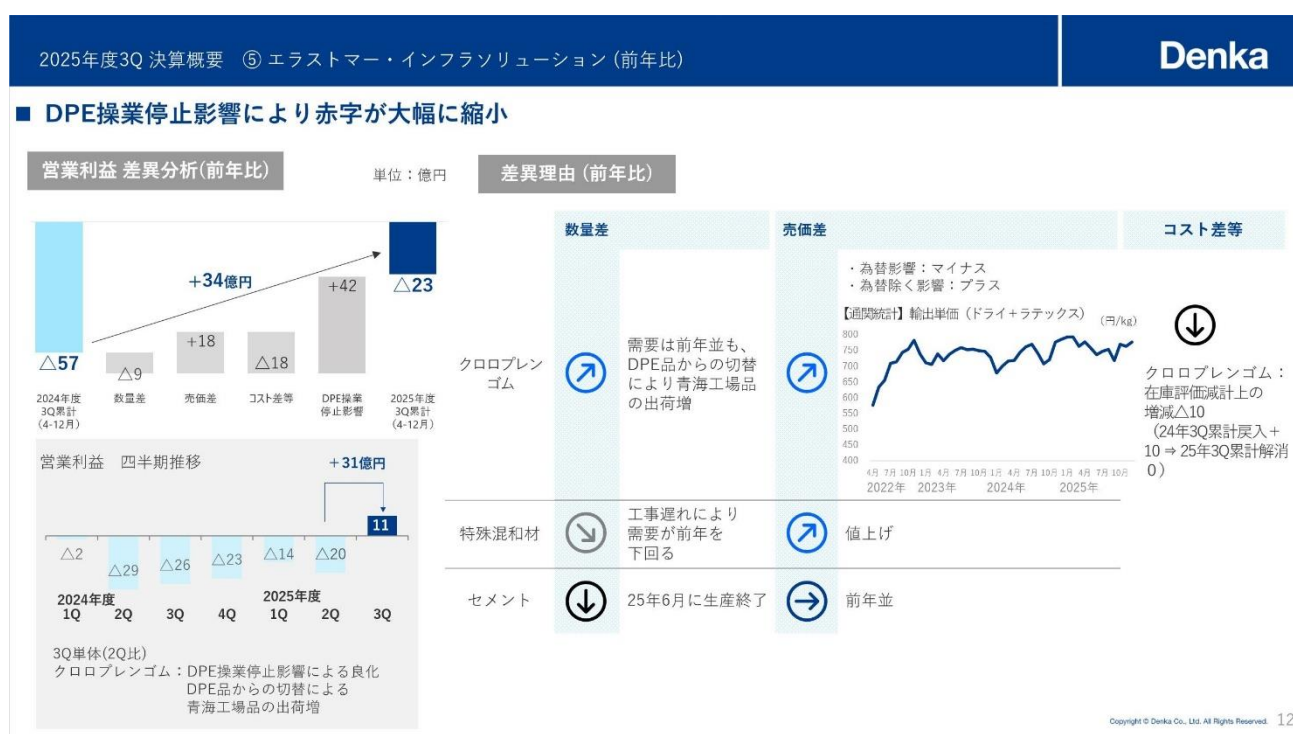 2025年度3Q 決算概要 ⑤ エラストマー・インフラソリューション (前年比)
Denka
■ DPE操業停止影響により赤字が大幅に縮小
営業利益 差異分析(前年比)
単位：億円
+34億円
△57
△9
+18
△18
+42
△23
2024年度
3Q累計
(4-12月)
数量差
売価差
コスト差等
DPE操業
停止影響
2025年度
3Q累計
(4-12月)
営業利益 四半期推移
+31億円
△2
△29
△26
△23
△14
△20
11
2024年度
2025年度
1Q 2Q 3Q 4Q 1Q 2Q 3Q
3Q単体(2Q比)
クロロプレンゴム：DPE操業停止影響による良化
DPE品からの切替による
青海工場品の出荷増
差異理由 (前年比)
数量差
売価差
コスト差等
クロロプレン
ゴム
需要は前年並も、
DPE品からの切替
により青海工場品
の出荷増
・為替影響：マイナス
・為替除く影響：プラス
【通関統計】輸出単価（ドライ＋ラテックス）
(円/kg)
800
750
700
650
600
550
500
450
400
4月 7月 10月 1月 4月 7月 10月 1月 4月 7月 10月 1月 4月 7月 10月
2022年 2023年 2024年 2025年
クロロプレンゴム：
在庫評価減計上の
増減△10
（24年3Q累計戻入＋
10 ⇒ 25年3Q累計解消
0）
特殊混和材
工事遅れにより
需要が前年を
下回る
値上げ
セメント
25年6月に生産終了
前年並
Copyright © Denka Co., Ltd. All Rights Reserved.
12